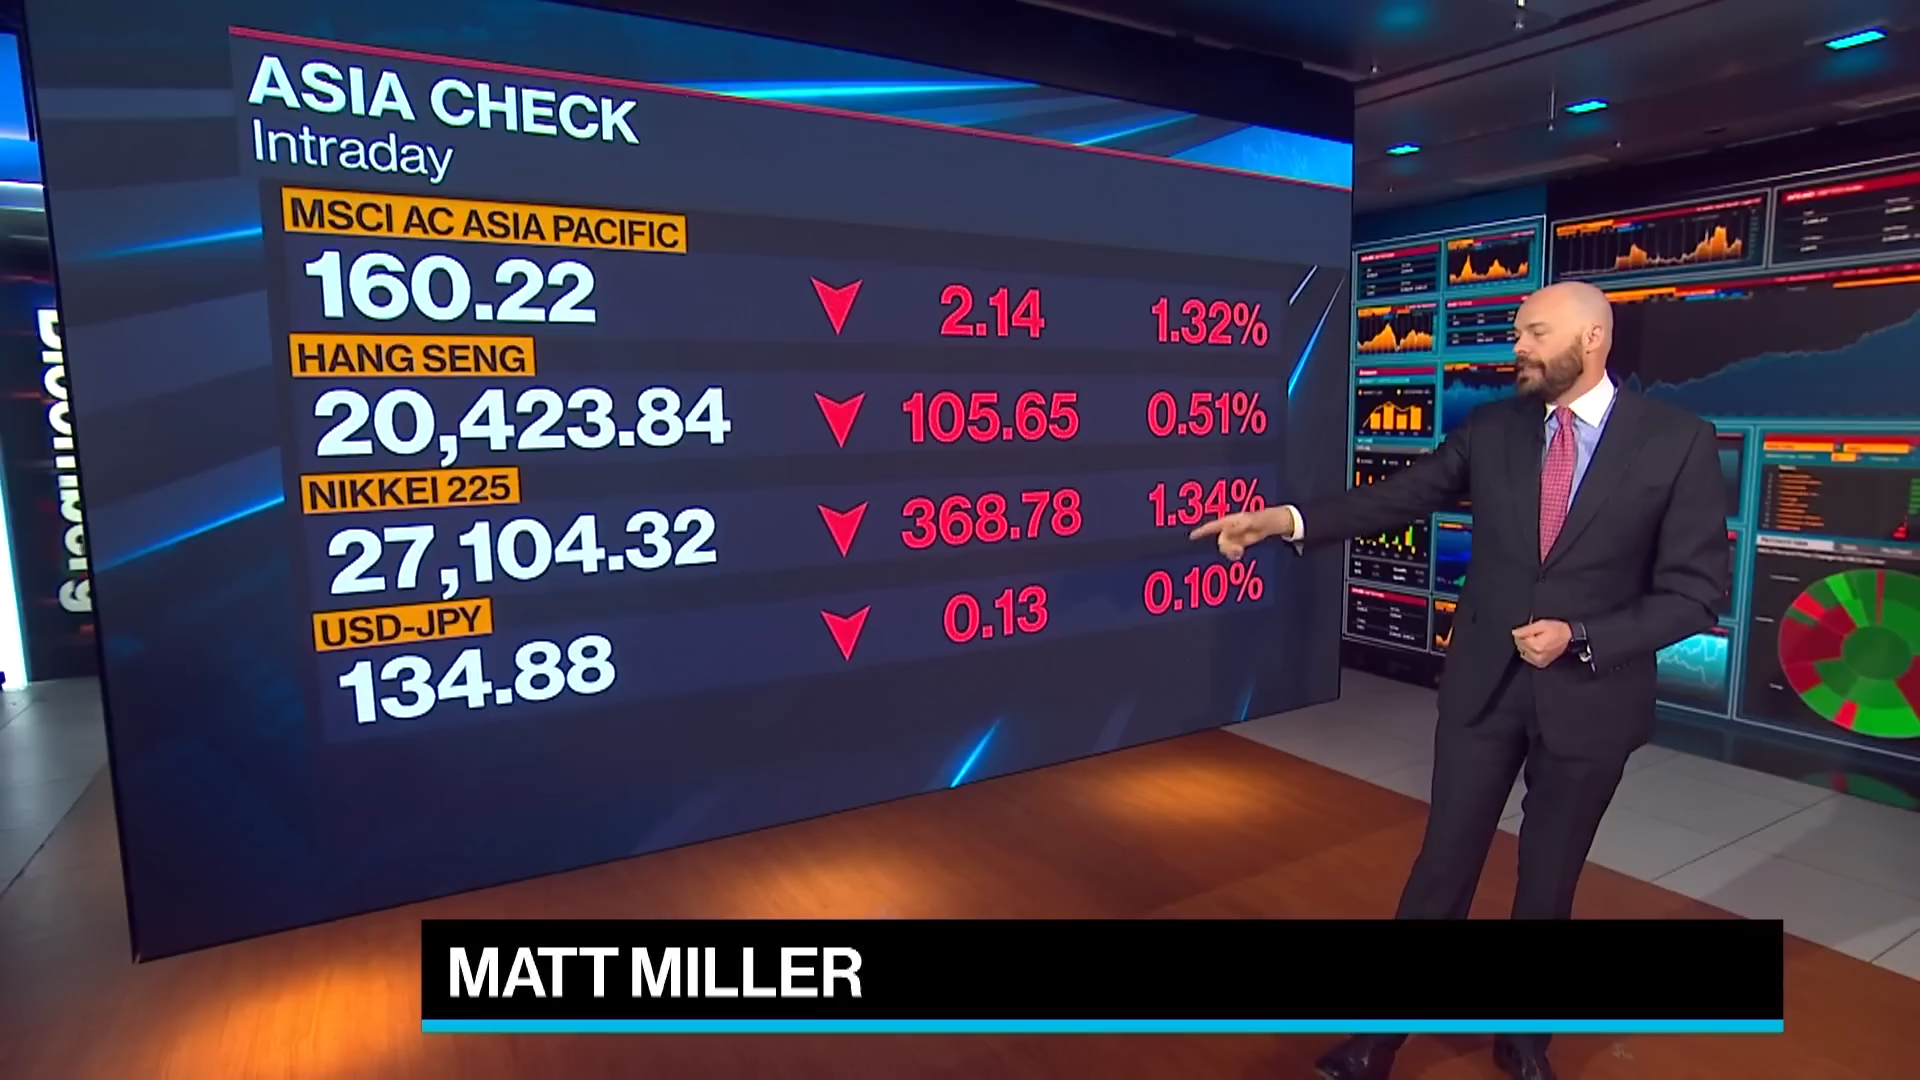 ASIA CHECK
Intraday
MSCI AC ASIA PACIFIC
160.22 2.14 1.32%
HANG SENG
20,423.84 105.65 0.51%
NIKKEI 225
27,104.32 368.78 1.34%
USD-JPY
134.88 0.13 0.10%
MATT MILLER